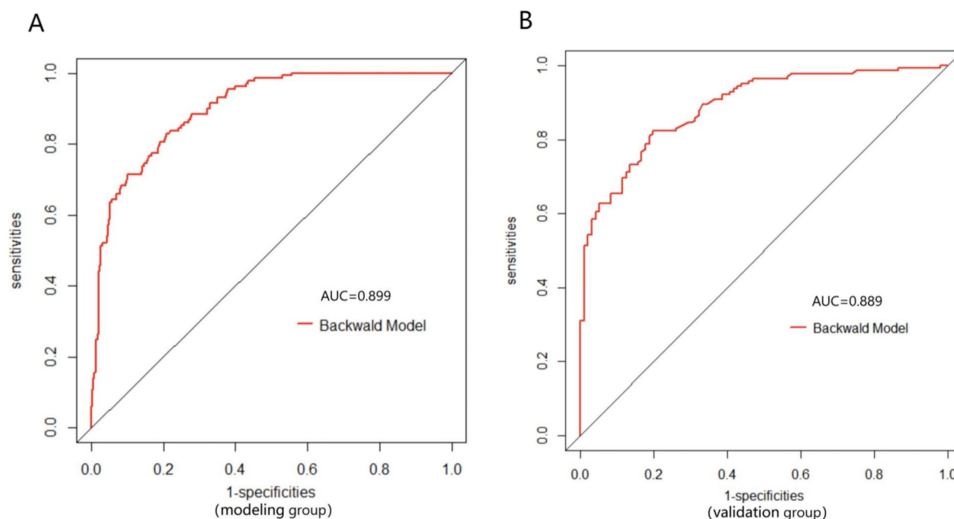 A
1.0
0.8
0.6
0.4
0.2
0.0
sensitivities
AUC=0.899
Backwald Model
0.0 0.2 0.4 0.6 0.8 1.0
1-specificities
(modeling group)
B
1.0
0.8
0.6
0.4
0.2
0.0
sensitivities
AUC=0.889
Backwald Model
0.0 0.2 0.4 0.6 0.8 1.0
1-specificities
(validation group)